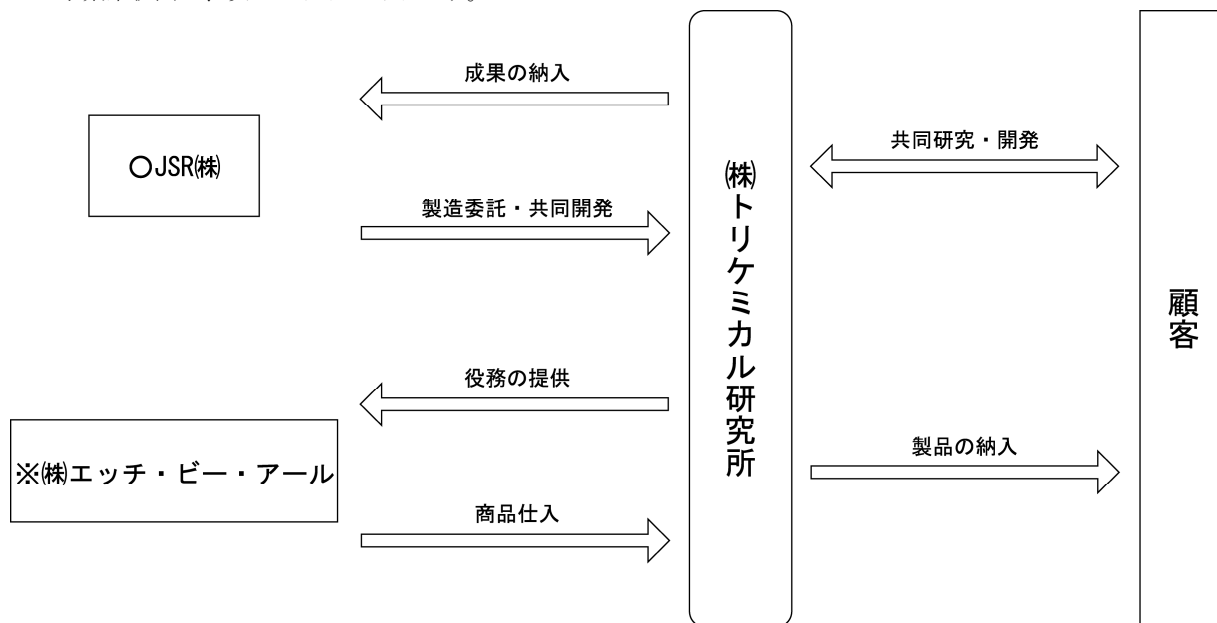 成果の納入
○JSR㈱
製造委託・共同開発
役務の提供
※㈱エッチ・ビー・アール
商品仕入
㈱トリケミカル研究所
共同研究・開発
製品の納入
顧客